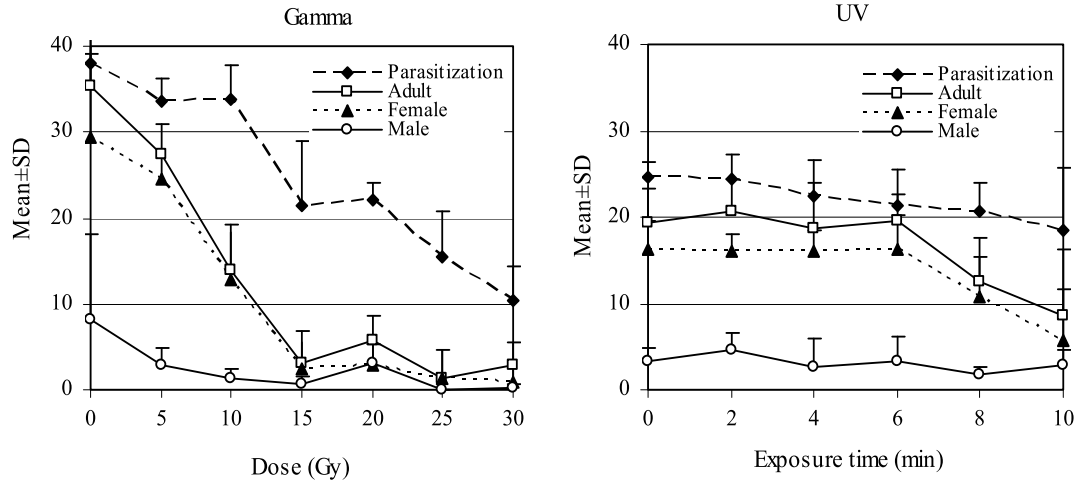 Gamma
40
30
20
10
0
Mean±SD
Parasitization
Adult
Female
Male
0 5 10 15 20 25 30
Dose (Gy)
UV
40
30
20
10
0
Mean±SD
Parasitization
Adult
Female
Male
0 2 4 6 8 10
Exposure time (min)